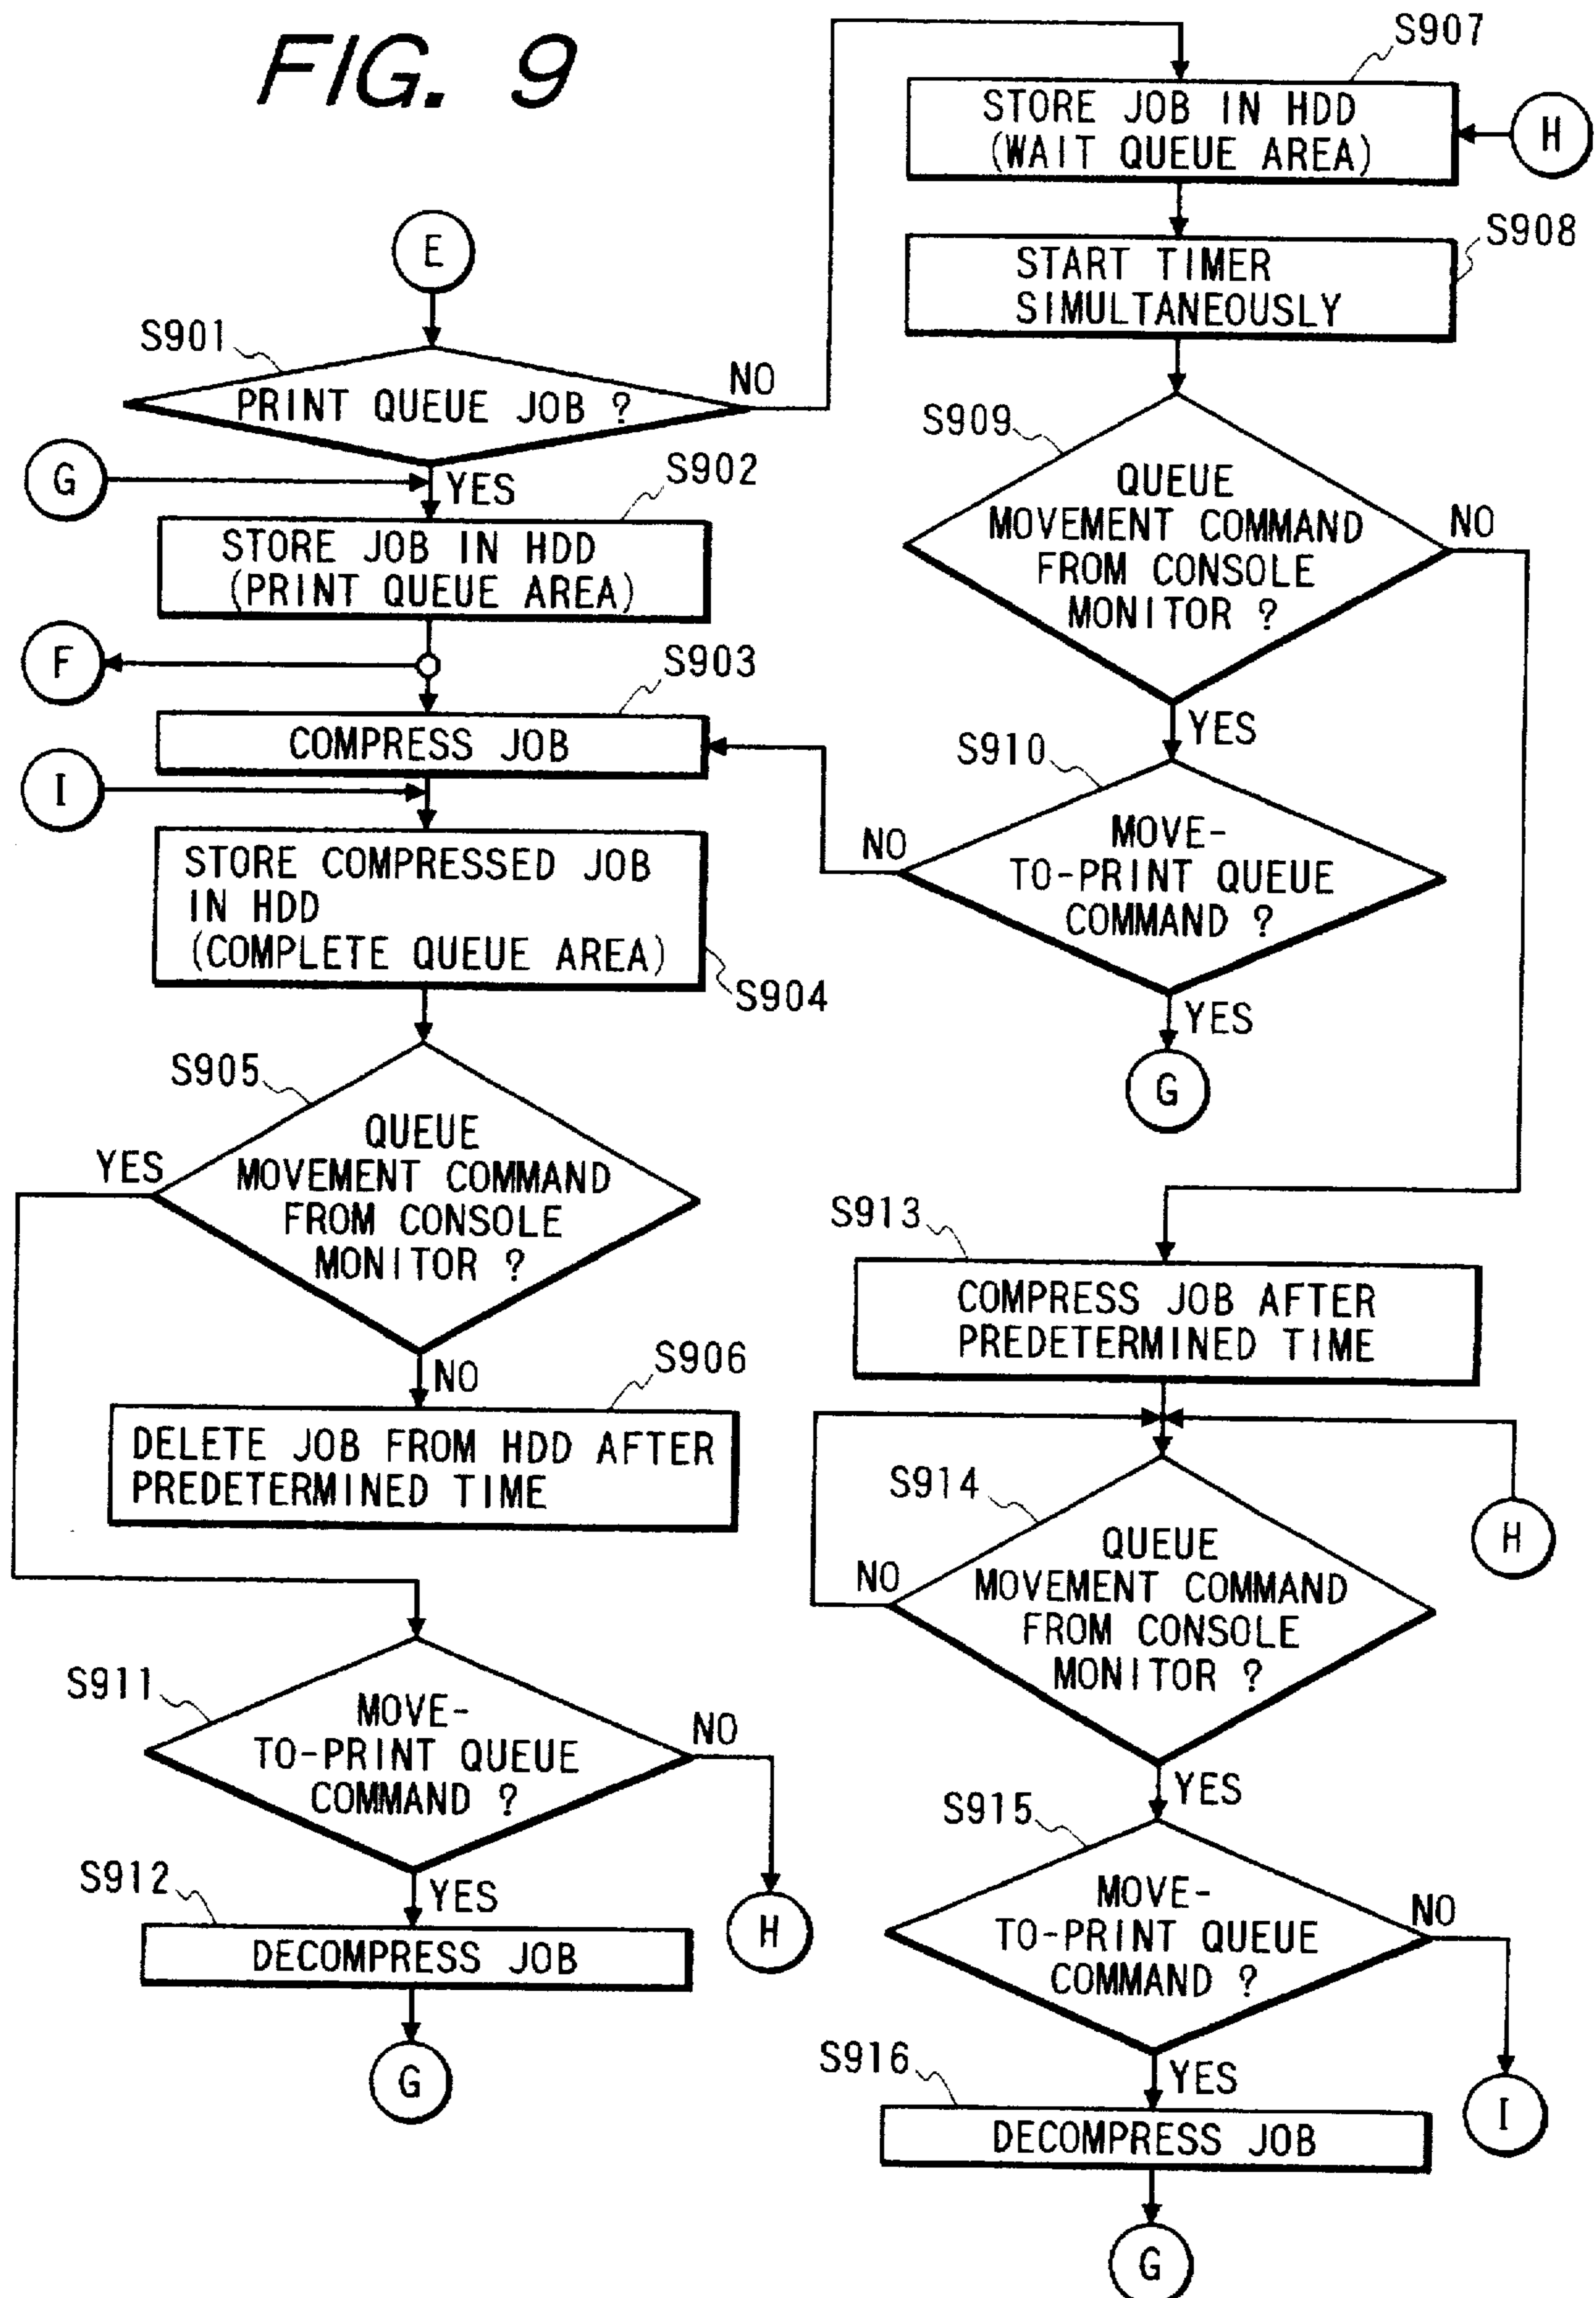 FIG. 9
E
S901
PRINT QUEUE JOB ?
NO
G
YES
S902
STORE JOB IN HDD
(PRINT QUEUE AREA)
F
S903
COMPRESS JOB
I
STORE COMPRESSED JOB
IN HDD
(COMPLETE QUEUE AREA)
S904
S905
QUEUE
MOVEMENT COMMAND
FROM CONSOLE
MONITOR ?
YES
NO
S906
DELETE JOB FROM HDD AFTER
PREDETERMINED TIME
S911
MOVE-
TO-PRINT QUEUE
COMMAND ?
NO
H
YES
S912
DECOMPRESS JOB
G
S907
STORE JOB IN HDD
(WAIT QUEUE AREA)
H
S908
START TIMER
SIMULTANEOUSLY
S909
QUEUE
MOVEMENT COMMAND
FROM CONSOLE
MONITOR ?
NO
YES
S910
MOVE-
TO-PRINT QUEUE
COMMAND ?
NO
YES
G
S913
COMPRESS JOB AFTER
PREDETERMINED TIME
S914
QUEUE
MOVEMENT COMMAND
FROM CONSOLE
MONITOR ?
NO
H
YES
S915
MOVE-
TO-PRINT QUEUE
COMMAND ?
NO
I
YES
S916
DECOMPRESS JOB
G